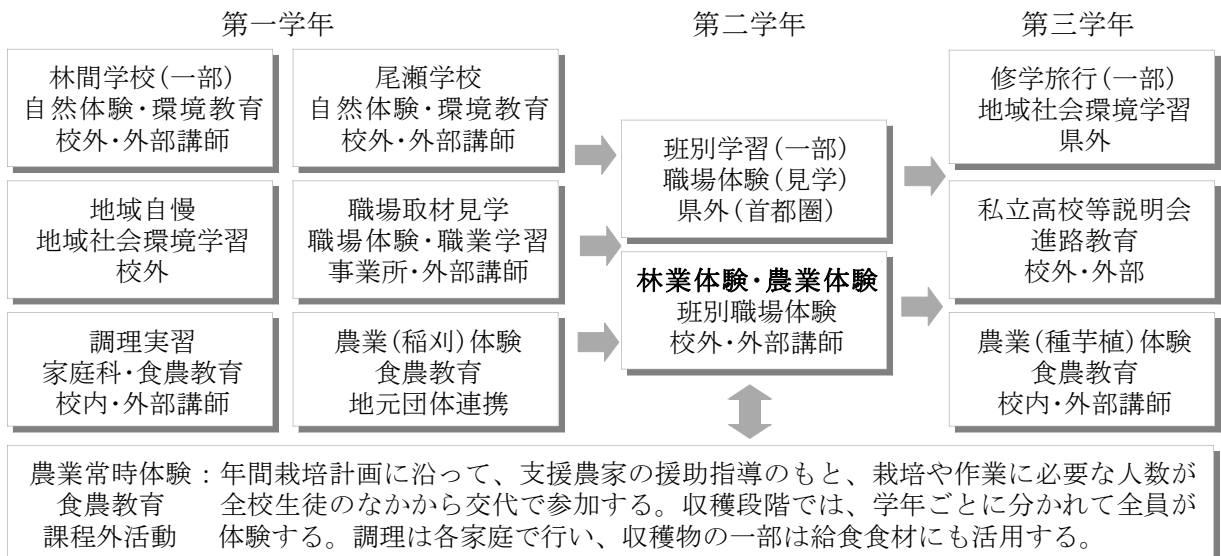 第一学年
林間学校(一部)
自然体験・環境教育
校外・外部講師
尾瀬学校
自然体験・環境教育
校外・外部講師
地域自慢
地域社会環境学習
校外
職場取材見学
職場体験・職業学習
事業所・外部講師
調理実習
家庭科・食農教育
校内・外部講師
農業(稲刈)体験
食農教育
地元団体連携
第二学年
班別学習(一部)
職場体験(見学)
県外(首都圏)
林業体験・農業体験
班別職場体験
校外・外部講師
第三学年
修学旅行(一部)
地域社会環境学習
県外
私立高校等説明会
進路教育
校外・外部
農業(種芋植)体験
食農教育
校内・外部講師
農業常時体験:年間栽培計画に沿って、支援農家の援助指導のもと、栽培や作業に必要な人数が
食農教育 全校生徒のなかから交代で参加する。収穫段階では、学年ごとに分かれて全員が
課程外活動 体験する。調理は各家庭で行い、収穫物の一部は給食食材にも活用する。